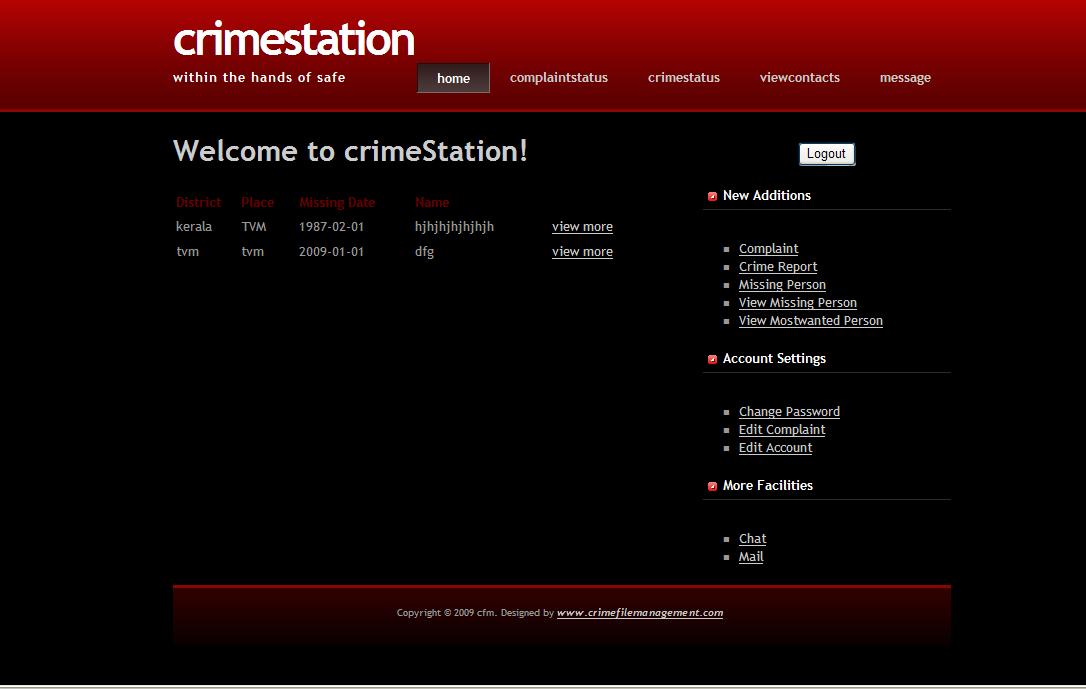 crimestation
within the hands of safe
home complaintstatus crimestatus viewcontacts message
Welcome to crimeStation!
District Place Missing Date Name
kerala TVM 1987-02-01 hjhjhjhjhjhjh view more
tvm tvm 2009-01-01 dfg view more
Logout
New Additions
Complaint
Crime Report
Missing Person
View Missing Person
View Mostwanted Person
Account Settings
Change Password
Edit Complaint
Edit Account
More Facilities
Chat
Mail
Copyright © 2009 cfm. Designed by www.crimefilemanagement.com